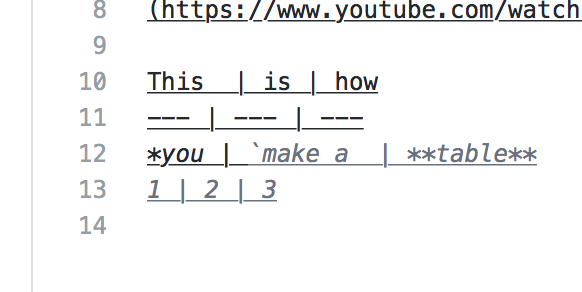 8 (https://www.youtube.com/watch
9
10 This  | is | how
11 --- | --- | ---
12 *you | `make a  | **table**
13 1 | 2 | 3
14